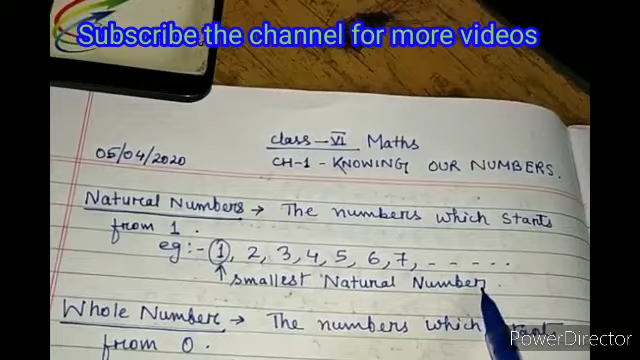 Subscribe the channel for more videos
class - VI Maths
05/04/2020
CH-1 - KNOWING OUR NUMBERS.
Natural Numbers → The numbers which starts
from 1.
eg :- 1, 2, 3, 4, 5, 6, 7, - - - - - ..
↑ smallest Natural Number.
Whole Number → The numbers which start
from 0.
PowerDirector